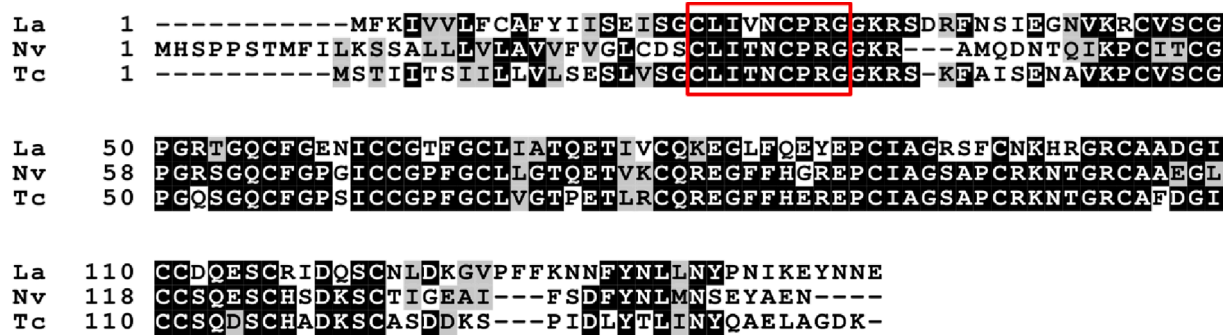 La 1 -----------MFKIVVLFCAFYIISEISGCLIVNCPRGGKRSDRFNSIEGNVKRCVSCG
Nv 1 MHSPPSTMFILKSSALLLVLAVVFVGLCDSCLITNCPRGGKR---AMQDNTQIKPCITCG
Tc 1 ----------MSTIITSIILLVLSESLVSGCLITNCPRGGKRS-KFAISENAVKPCVSCG
La 50 PGRTGQCFGENICCGTFGCLIATQETIVCQKEGLFQEYEPCIAGRSFCNKHRGRCAADGI
Nv 58 PGRSGQCFGPGICCGPFGCLLGTQETVKCQREGFFHGREPCIAGSAPCRKNTGRCAAEGL
Tc 50 PGQSGQCFGPSICCGPFGCLVGTPETLRCQREGFFHEREPCIAGSAPCRKNTGRCAFDGI
La 110 CCDQESCRIDQSCNLDKGVPFFKNNFYNLLNYPNIKEYNNE
Nv 118 CCSQESCHSDKSCTIGEAI---FSDFYNLMNSEYAEN----
Tc 110 CCSQDSCHADKSCASDDKS---PIDLYTLINYQAELAGDK-